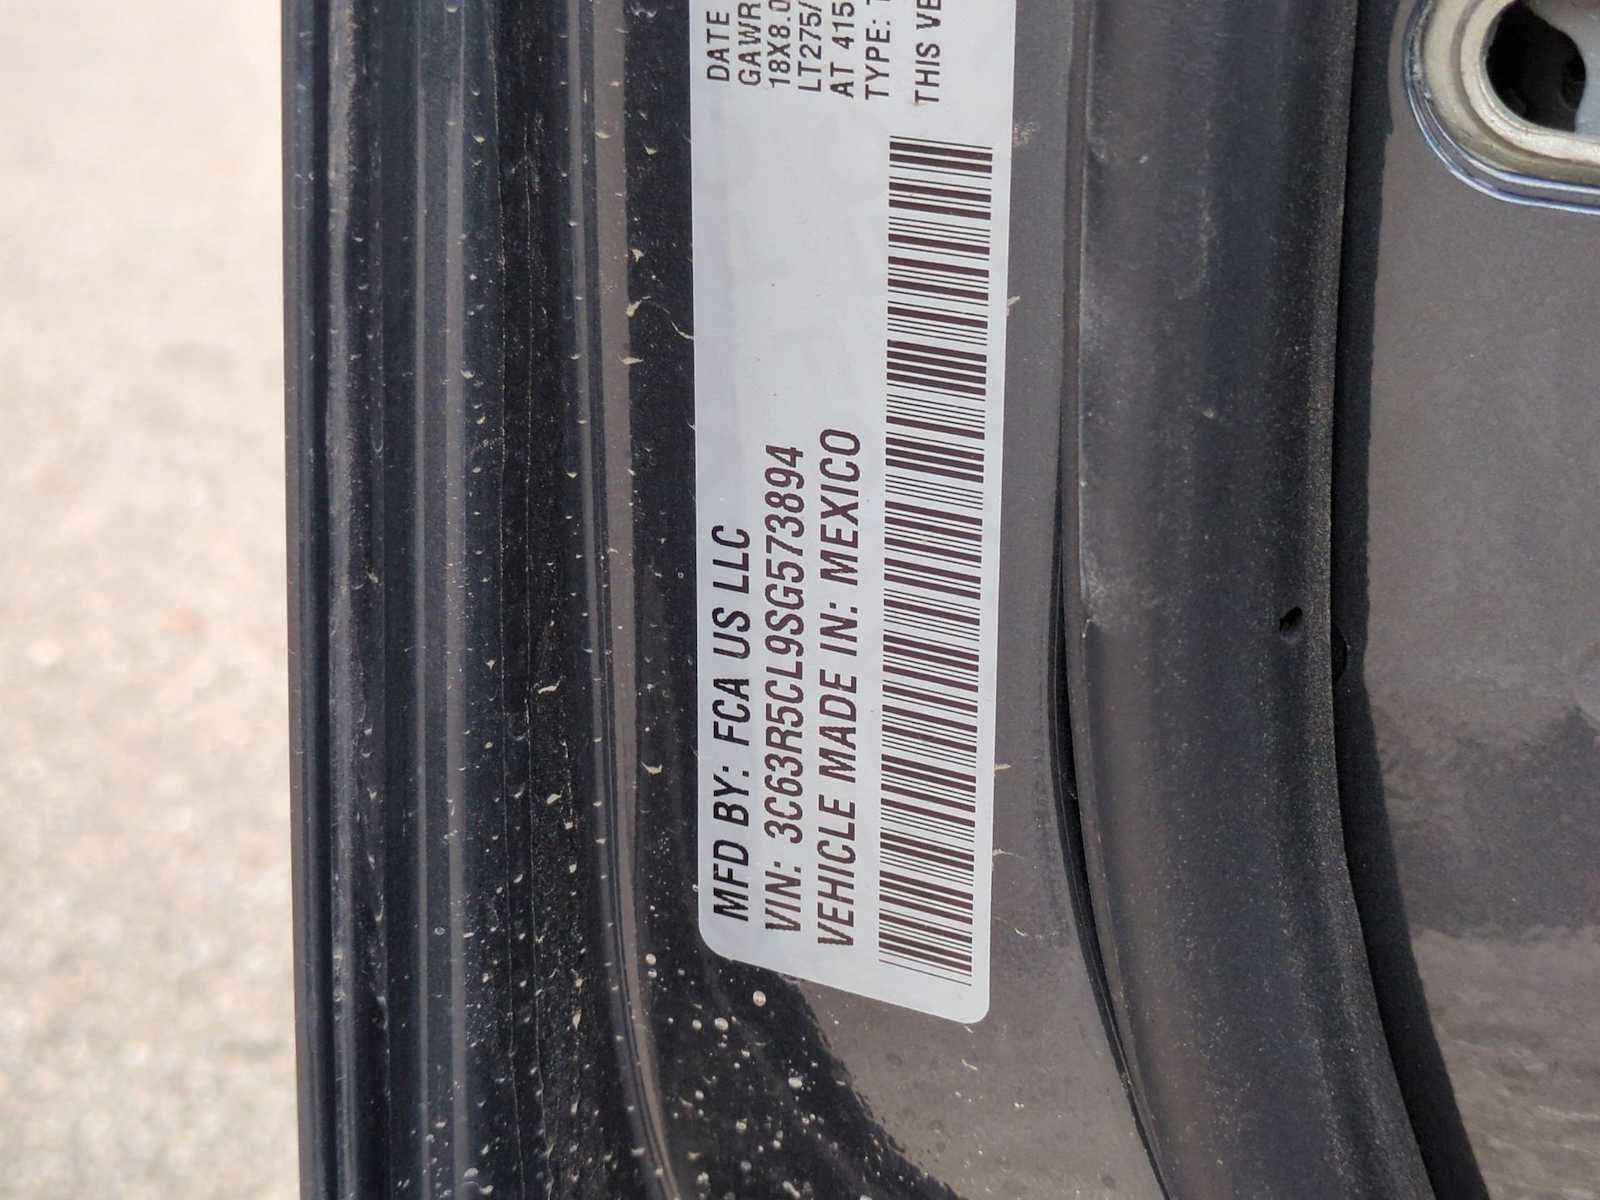 MFD BY: FCA US LLC
VIN: 3C63R5CL9SG573894
VEHICLE MADE IN: MEXICO
DATE
GAWR
18X8.0
LT275/
AT 415
TYPE:
THIS VE